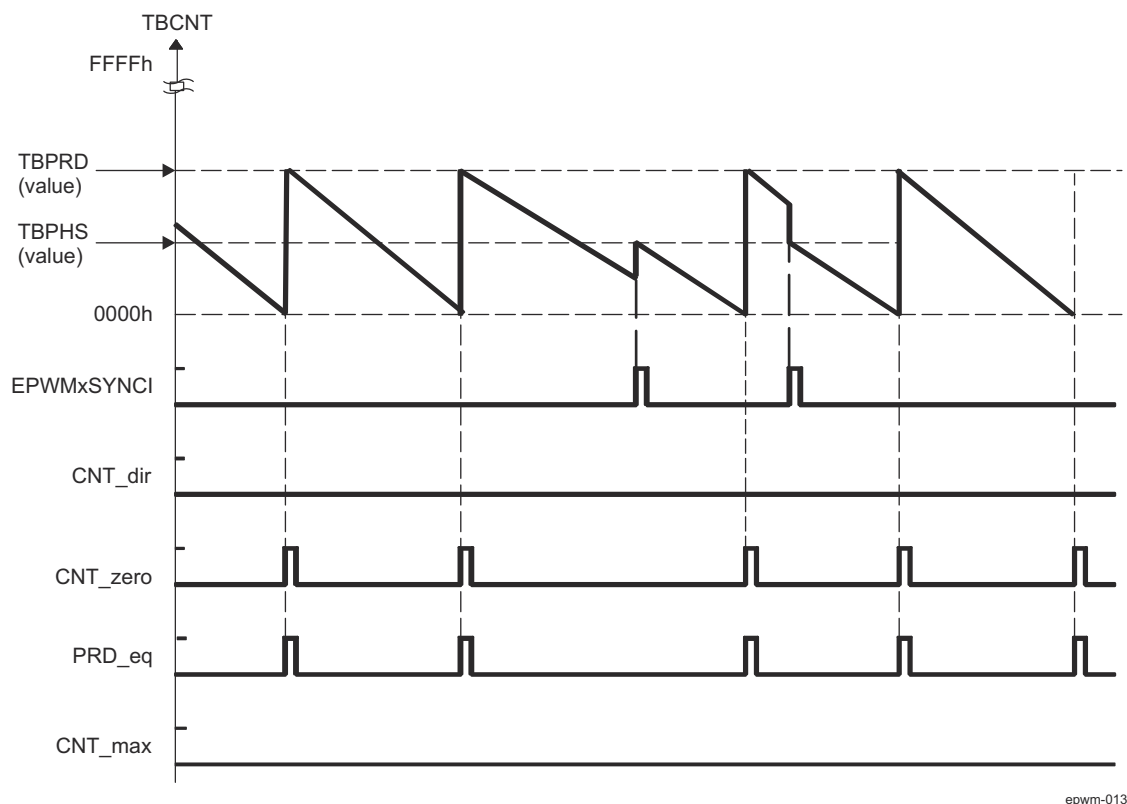 TBCNT
FFFFh
TBPRD
(value)
TBPHS
(value)
0000h
EPWMxSYNCI
CNT_dir
CNT_zero
PRD_eq
CNT_max
epwm-013